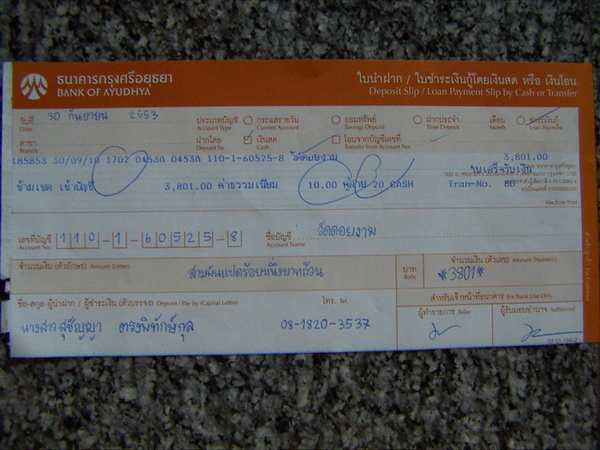 ธนาคารกรุงศรีอยุธยา
BANK OF AYUDHYA
ใบนำฝาก / ใบชำระเงินกู้โดยเงินสด หรือ เงินโอน
Deposit Slip / Loan Payment Slip by Cash or Transfer
วันที่ 30 กันยายน 2553 ประเภทบัญชี กระแสรายวัน ออมทรัพย์ ฝากประจำ เดือน ชำระเงินกู้
Date Account Type Current Account Savings Deposit Time Deposit Month Loan Payment
สาขา ฝากโดย เงินสด โอนจากบัญชีเลขที่
Branch Deposit by Cash Transfer from Account No.
185853 30/09/10 1702 0453A 0453A 110-1-60525-8 วัดดอยงาม 3,801.00
ใบเสร็จรับเงิน
ข้ามเขต เข้าบัญชี 3,801.00 ค่าธรรมเนียม 10.00 20 CASH Tran-No. 86
Machine Post
เลขที่บัญชี 110-1-60525-8 ชื่อบัญชี วัดดอยงาม
Account No. Account Name
จำนวนเงิน (ตัวอักษร) Amount (Letter) บาท จำนวนเงิน (ตัวเลข) Amount (Numeric)
สามพันแปดร้อยหนึ่งบาทถ้วน *3801*
ชื่อ-สกุล ผู้นำฝาก / ผู้ชำระเงิน (ตัวบรรจง) Deposit / Pay by (Capital Letter) โทร. Tel. สำหรับเจ้าหน้าที่ธนาคาร For Bank Use Only
ผู้ทำรายการ Teller ผู้รับมอบอำนาจ Authorized
นางสาวสุชัญญา ตรงพิทักษ์กุล 08-1820-3537